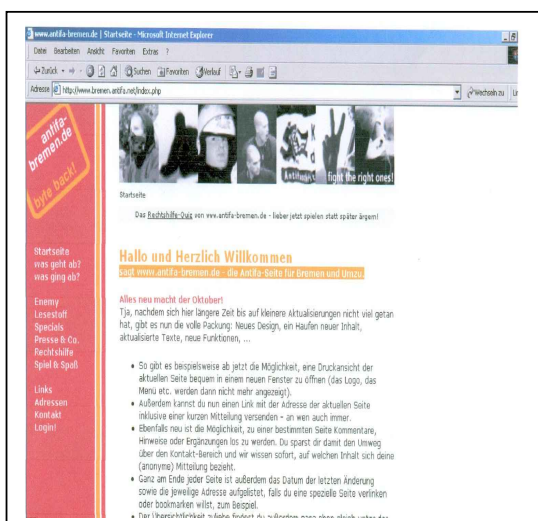 www.antifa-bremen.de | Startseite - Microsoft Internet Explorer
Datei Bearbeiten Ansicht Favoriten Extras ?
Zurück Suchen Favoriten Verlauf
Adresse http://www.bremen.antifa.net/index.php Wechseln zu
antifa-
bremen.de
byte back!
fight the right ones!
Startseite
Das Rechtshilfe-Quiz von www.antifa-bremen.de - lieber jetzt spielen statt später ärgern!
Startseite
was geht ab?
was ging ab?
Enemy
Lesestoff
Specials
Presse & Co.
Rechtshilfe
Spiel & Spaß
Links
Adressen
Kontakt
Login!
Hallo und Herzlich Willkommen
sagt www.antifa-bremen.de - die Antifa-Seite für Bremen und Umzu.
Alles neu macht der Oktober!
Tja, nachdem sich hier längere Zeit bis auf kleinere Aktualisierungen nicht viel getan
hat, gibt es nun die volle Packung: Neues Design, ein Haufen neuer Inhalt,
aktualisierte Texte, neue Funktionen, ...
• So gibt es beispielsweise ab jetzt die Möglichkeit, eine Druckansicht der
aktuellen Seite bequem in einem neuen Fenster zu öffnen (das Logo, das
Menü etc. werden dann nicht mehr angezeigt).
• Außerdem kannst du nun einen Link mit der Adresse der aktuellen Seite
inklusive einer kurzen Mitteilung versenden - an wen auch immer.
• Ebenfalls neu ist die Möglichkeit, zu einer bestimmten Seite Kommentare,
Hinweise oder Ergänzungen los zu werden. Du sparst dir damit den Umweg
über den Kontakt-Bereich und wir wissen sofort, auf welchen Inhalt sich deine
(anonyme) Mitteilung bezieht.
• Ganz am Ende jeder Seite ist außerdem das Datum der letzten Änderung
sowie die jeweilige Adresse aufgelistet, falls du eine spezielle Seite verlinken
oder bookmarken willst, zum Beispiel.
• Der Übersichtlichkeit zuliebe findest du außerdem ganz oben gleich unter der